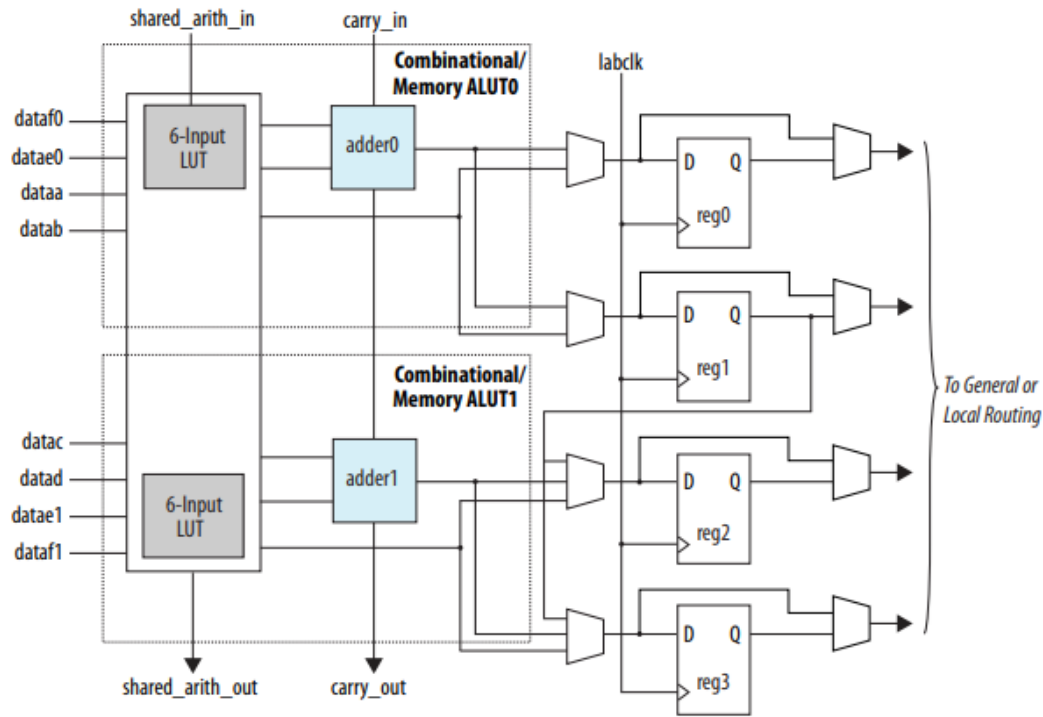 shared_arith_in
carry_in
Combinational/
Memory ALUT0
labclk
dataf0
datae0
dataa
datab
6-Input
LUT
adder0
D Q
reg0
D Q
reg1
To General or
Local Routing
Combinational/
Memory ALUT1
datac
datad
datae1
dataf1
6-Input
LUT
adder1
D Q
reg2
D Q
reg3
shared_arith_out
carry_out